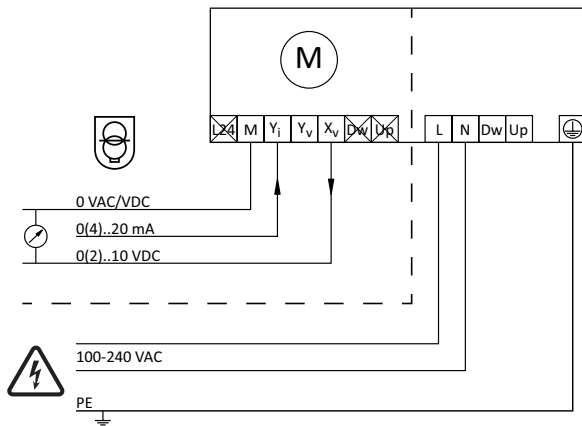 M
L24 M Yi Yv Xv Dw Up L N Dw Up
0 VAC/VDC
0(4)..20 mA
0(2)..10 VDC
100-240 VAC
PE